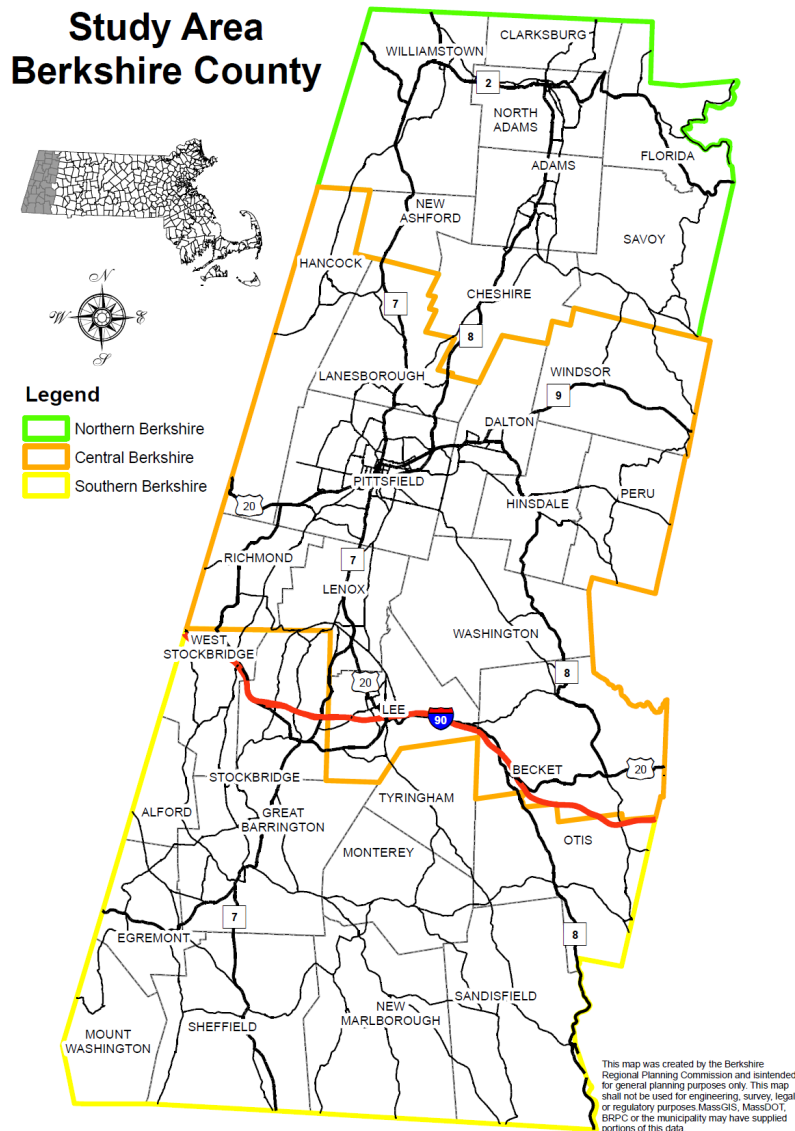 Study Area
Berkshire County
N
W
E
S
Legend
Northern Berkshire
Central Berkshire
Southern Berkshire
CLARKSBURG
WILLIAMSTOWN
2
NORTH
ADAMS
FLORIDA
ADAMS
NEW
ASHFORD
SAVOY
HANCOCK
CHESHIRE
7
8
LANESBOROUGH
WINDSOR
9
DALTON
PITTSFIELD
PERU
HINSDALE
20
RICHMOND
7
LENOX
WASHINGTON
WEST
STOCKBRIDGE
8
20
LEE
90
BECKET
20
STOCKBRIDGE
TYRINGHAM
ALFORD
GREAT
BARRINGTON
OTIS
MONTEREY
7
8
EGREMONT
SANDISFIELD
NEW
MARLBOROUGH
SHEFFIELD
MOUNT
WASHINGTON
This map was created by the Berkshire
Regional Planning Commission and isintended
for general planning purposes only. This map
shall not be used for engineering, survey, legal
or regulatory purposes.MassGIS, MassDOT,
BRPC or the municipality may have supplied
portions of this data